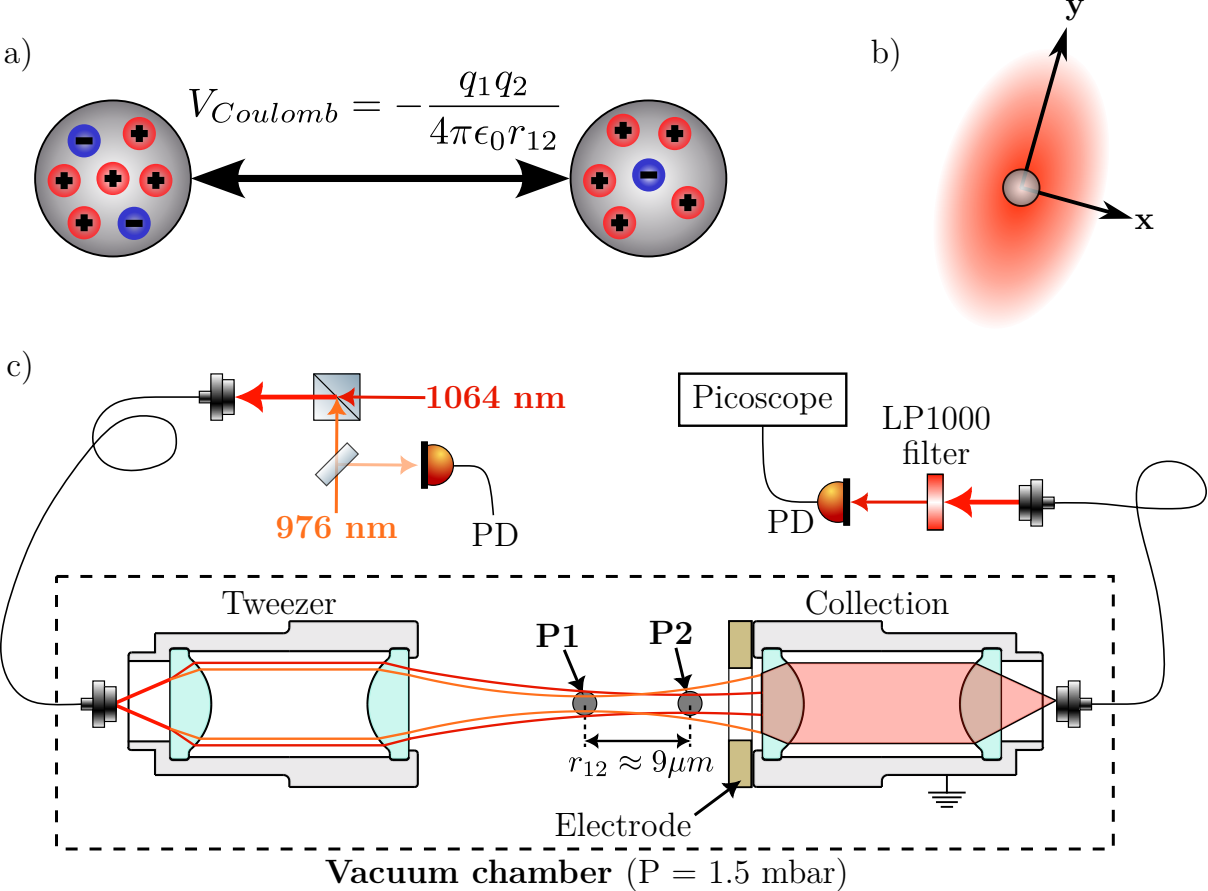 a)
V_{Coulomb} = -\frac{q_1 q_2}{4\pi\epsilon_0 r_{12}}
b)
y
x
c)
1064 nm
976 nm
PD
Picoscope
LP1000
filter
PD
Tweezer
Collection
P1
P2
r_{12} ≈ 9μm
Electrode
Vacuum chamber (P = 1.5 mbar)